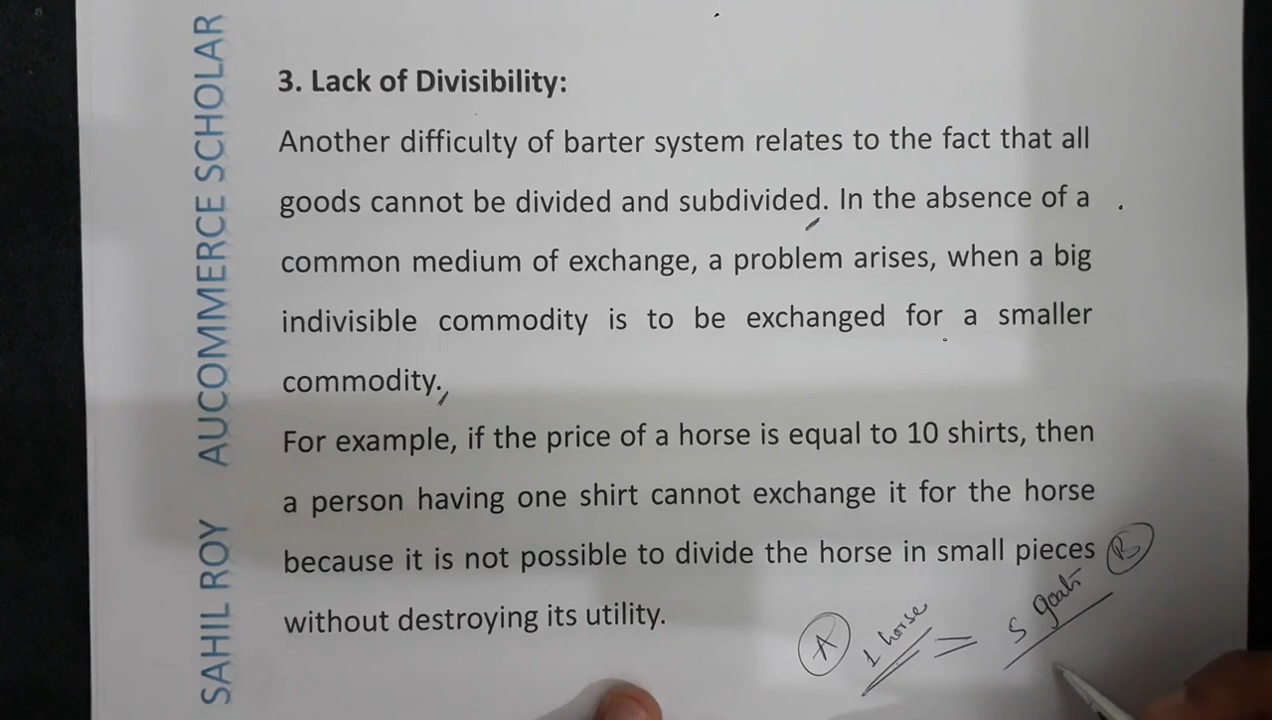 SAHIL ROY AUCOMMERCE SCHOLAR
3. Lack of Divisibility:
Another difficulty of barter system relates to the fact that all
goods cannot be divided and subdivided. In the absence of a
common medium of exchange, a problem arises, when a big
indivisible commodity is to be exchanged for a smaller
commodity.
For example, if the price of a horse is equal to 10 shirts, then
a person having one shirt cannot exchange it for the horse
because it is not possible to divide the horse in small pieces
without destroying its utility.
A 1 horse = 5 goats B